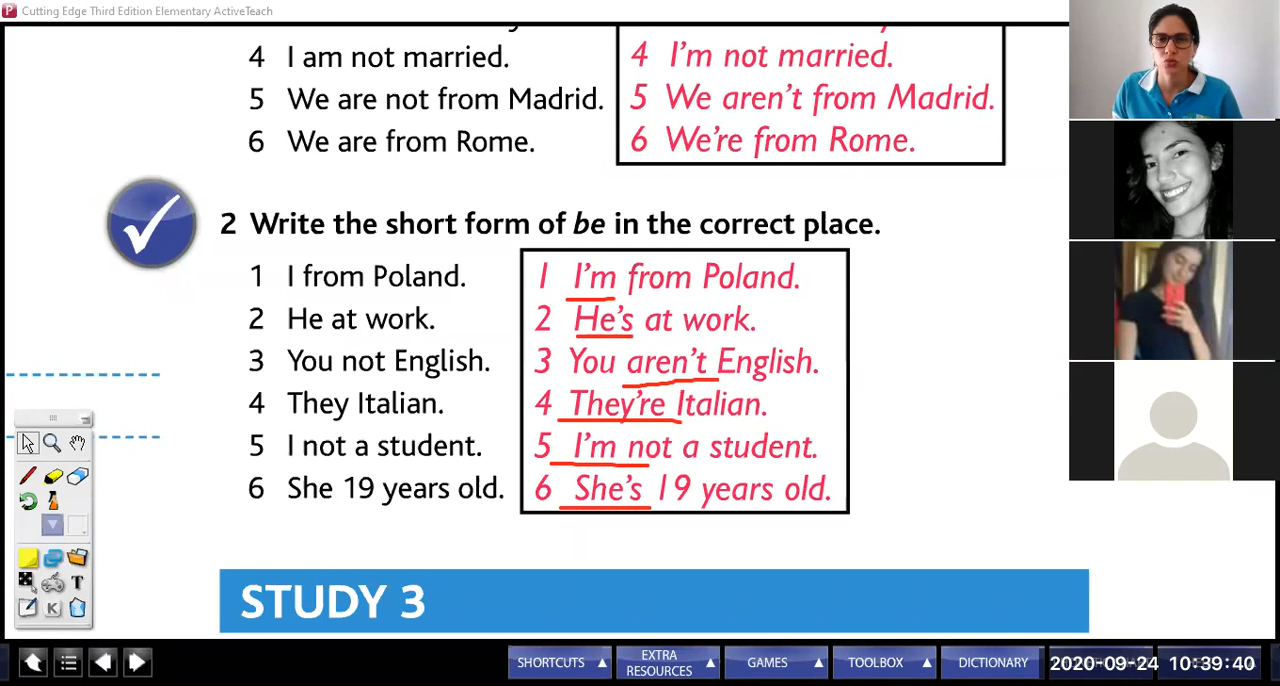 Cutting Edge Third Edition Elementary ActiveTeach
4 I am not married.
4 I'm not married.
5 We are not from Madrid.
5 We aren't from Madrid.
6 We are from Rome.
6 We're from Rome.
2 Write the short form of be in the correct place.
1 I from Poland.
1 I'm from Poland.
2 He at work.
2 He's at work.
3 You not English.
3 You aren't English.
4 They Italian.
4 They're Italian.
5 I not a student.
5 I'm not a student.
6 She 19 years old.
6 She's 19 years old.
T
K
STUDY 3
SHORTCUTS
EXTRA
RESOURCES
GAMES
TOOLBOX
DICTIONARY
2020-09-24 10:39:40